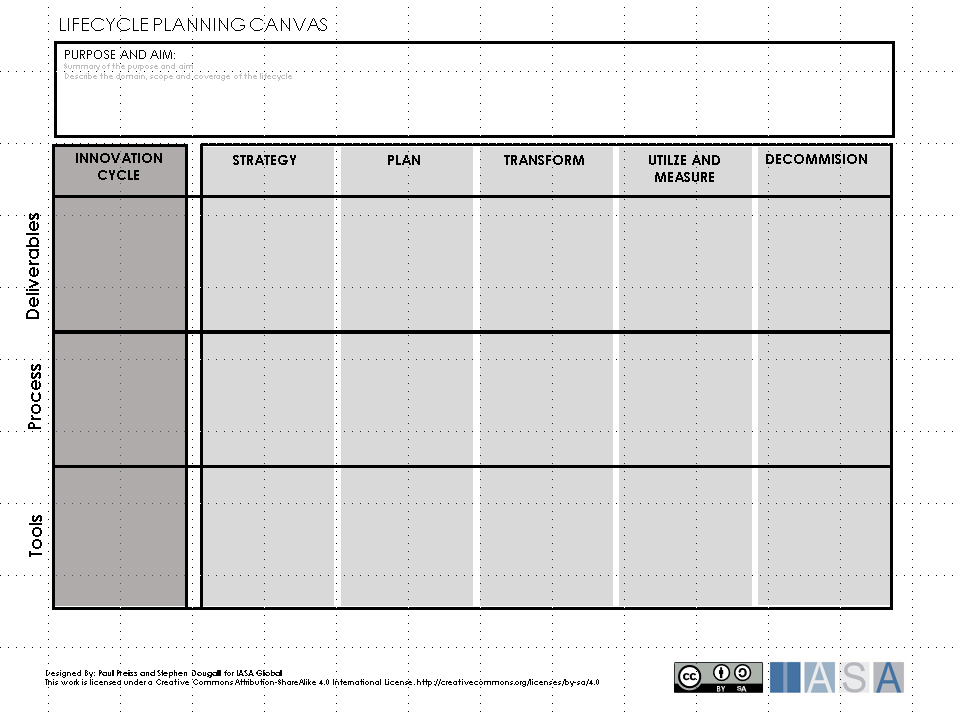 LIFECYCLE PLANNING CANVAS
PURPOSE AND AIM:
Summary of the purpose and aim
Describe the domain, scope and coverage of the lifecycle
INNOVATION
CYCLE
STRATEGY
PLAN
TRANSFORM
UTILZE AND
MEASURE
DECOMMISION
Deliverables
Process
Tools
Designed By: Paul Preiss and Stephen Dougall for IASA Global
This work is licensed under a Creative Commons Attribution-ShareAlike 4.0 International License. http://creativecommons.org/licenses/by-sa/4.0
cc
BY SA
IASA